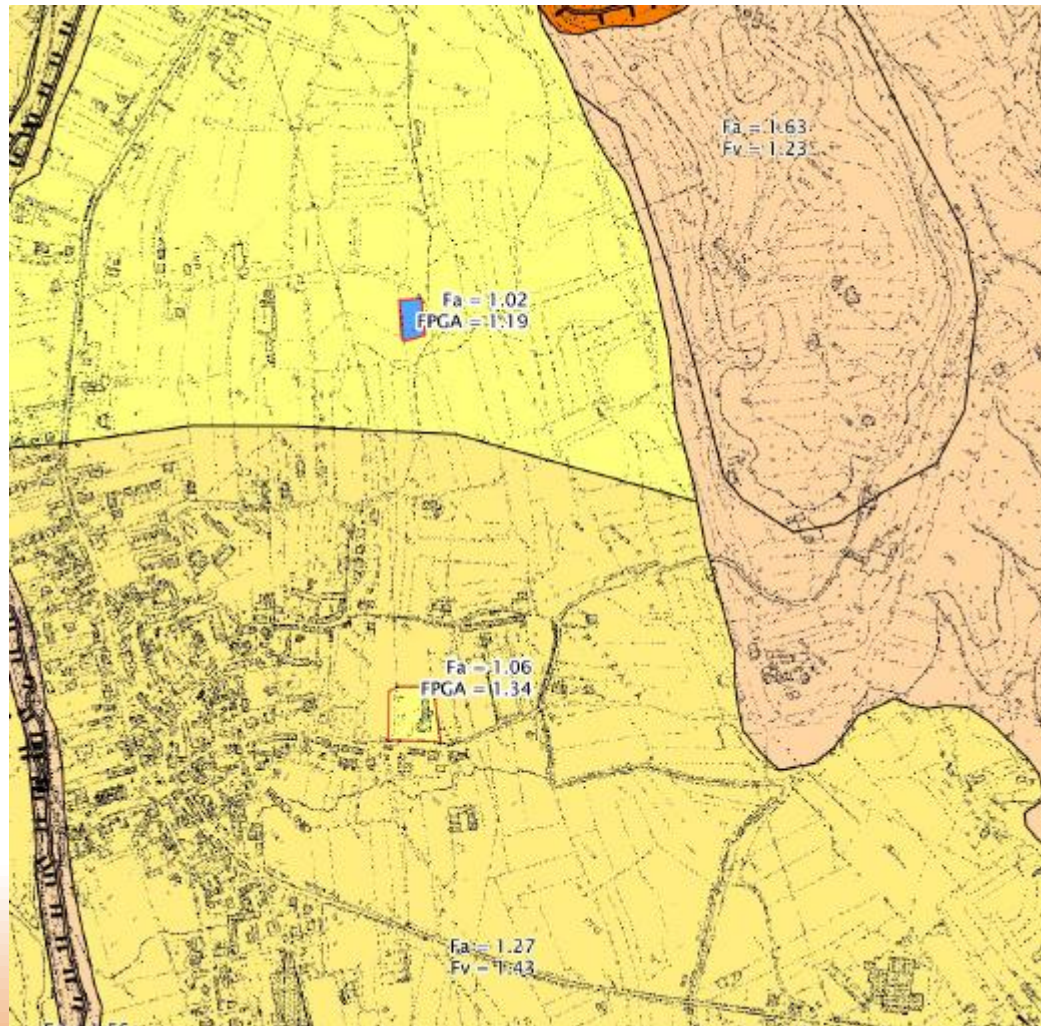 Fa = 1.63
Fv = 1.23
Fa = 1.02
FPGA = 1.19
Fa = 1.06
FPGA = 1.34
Fa = 1.27
Fv = 1.43